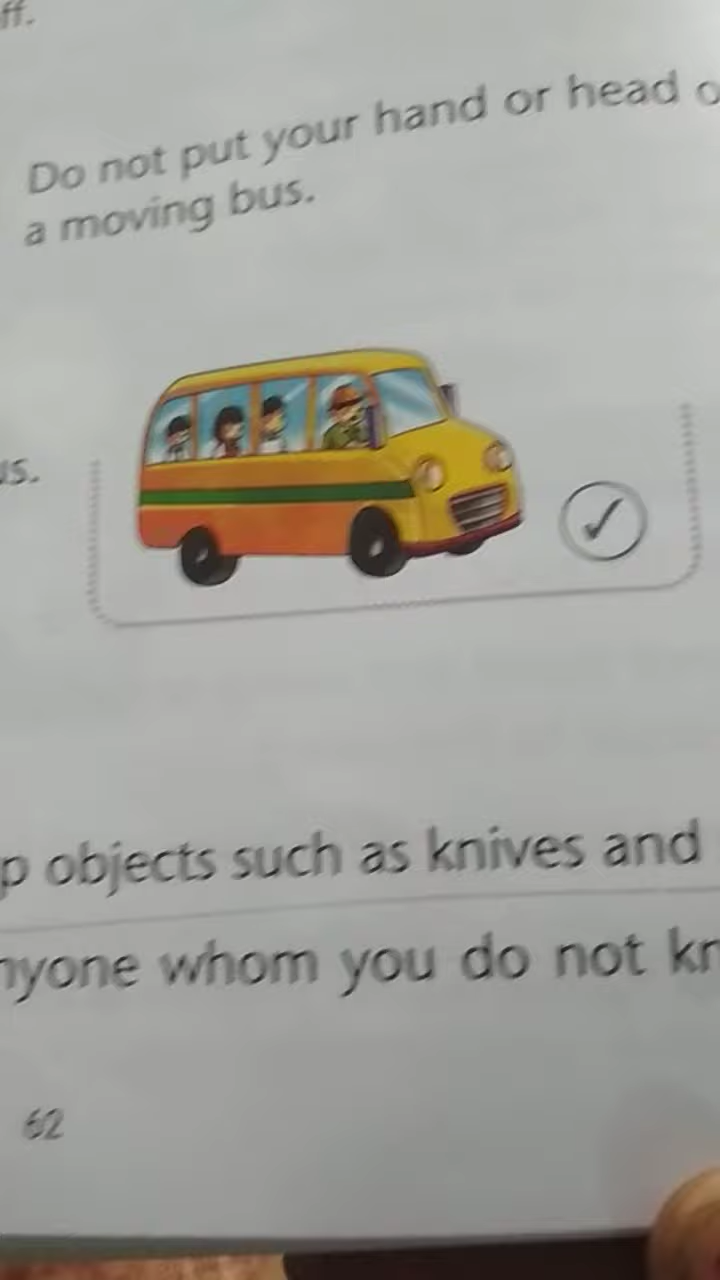 ff.
Do not put your hand or head o
a moving bus.
us.
p objects such as knives and
nyone whom you do not kn
62